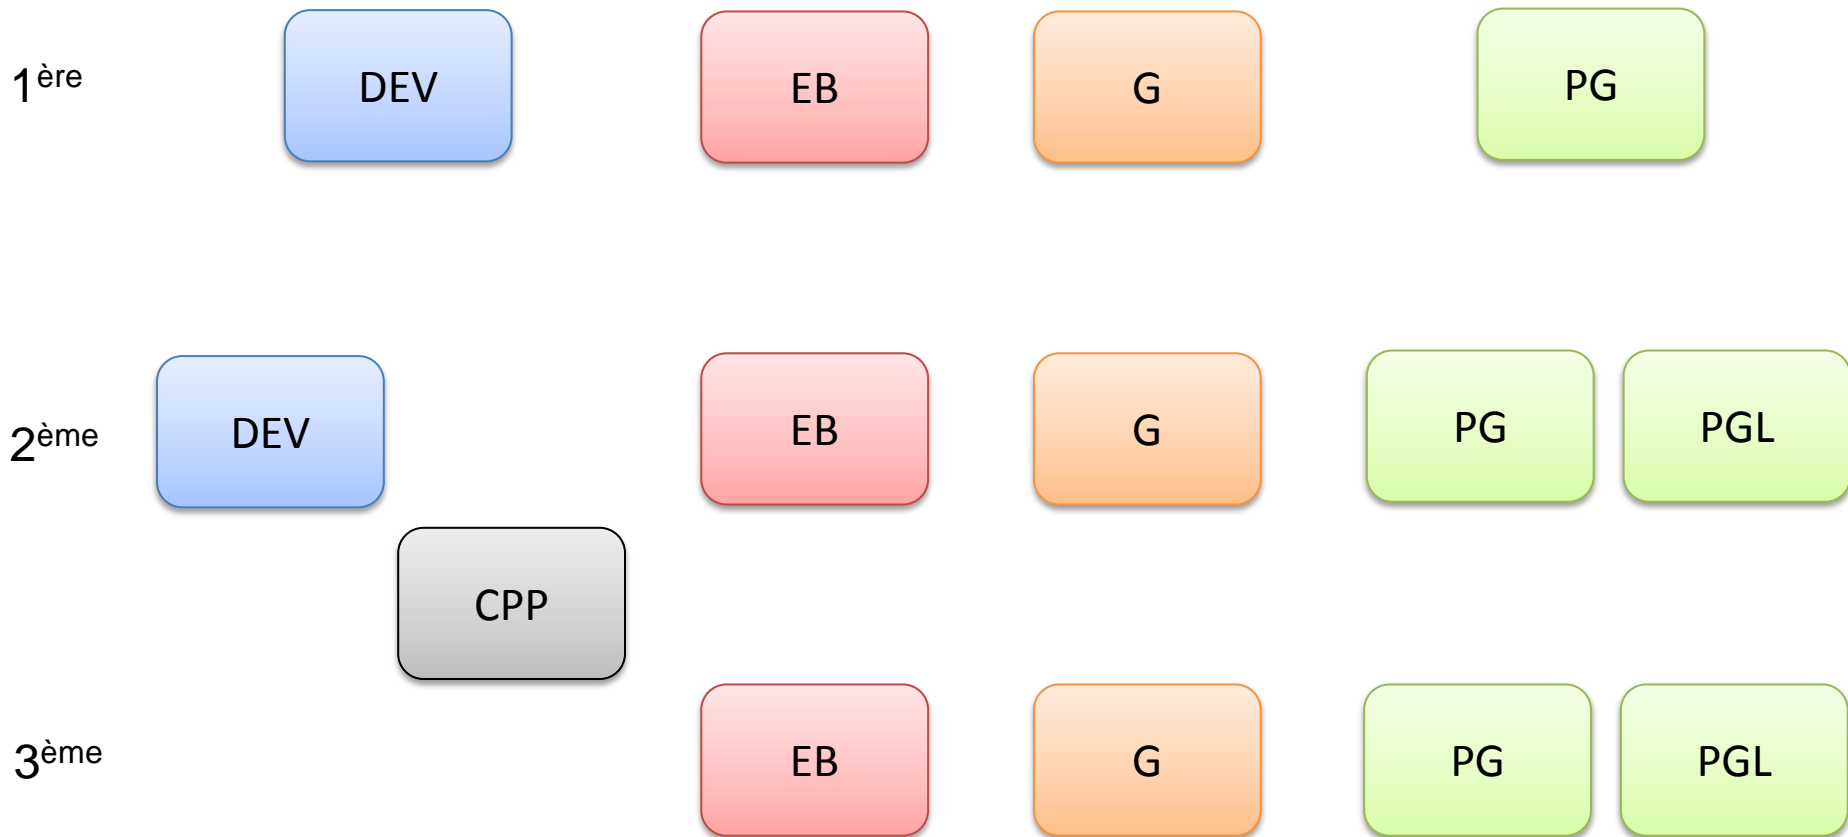 1ère DEV EB G PG
2ème DEV EB G PG PGL
CPP
3ème EB G PG PGL